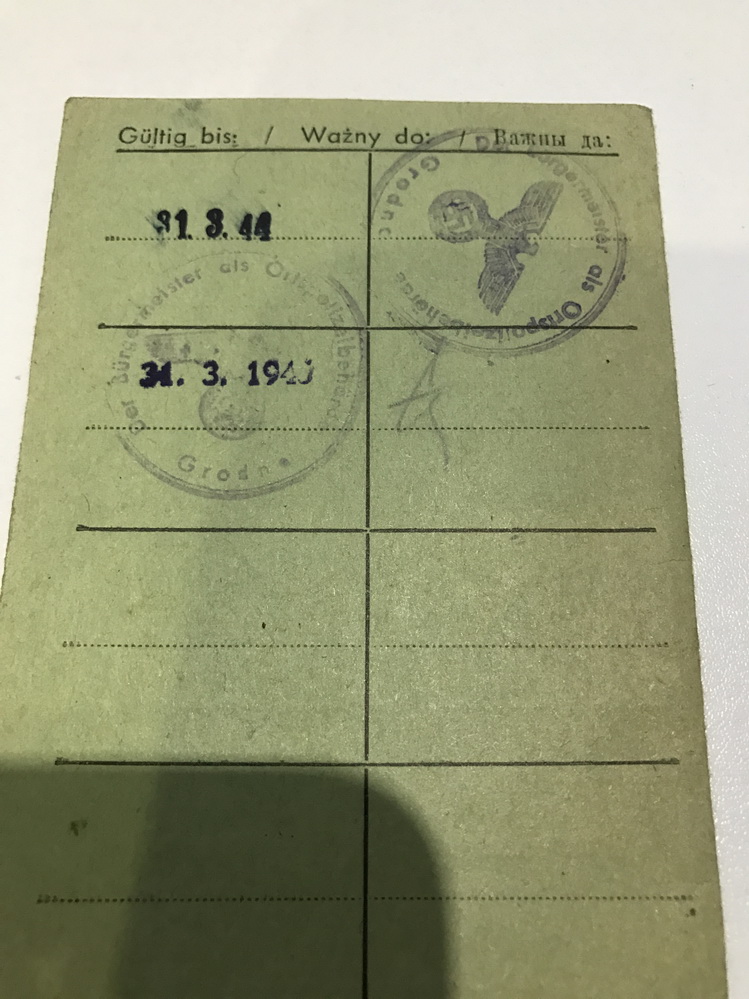 Gültig bis: / Ważny do: / Важны да:
Der Bürgermeister als Ortspolizeibehörde
Grodno
31. 3. 44
Der Bürgermeister als Ortspolizeibehörde
31. 3.
Grodno